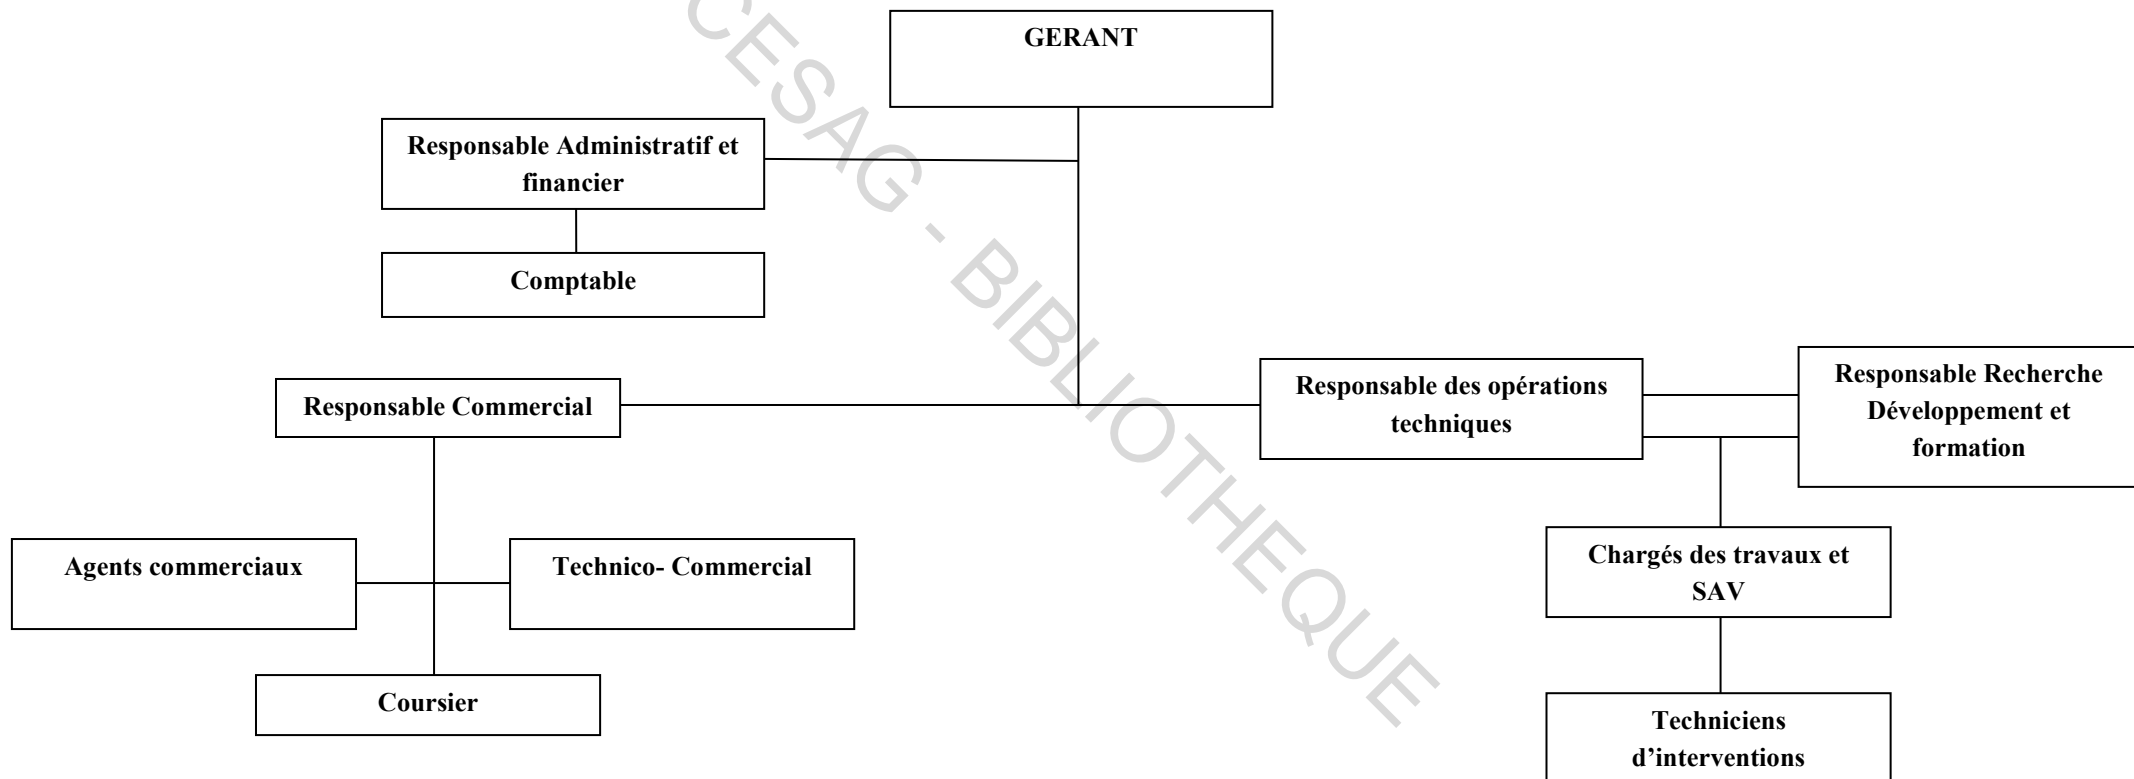 GERANT
Responsable Administratif et
financier
Comptable
Responsable Commercial
Responsable des opérations
techniques
Responsable Recherche
Développement et
formation
Agents commerciaux
Technico- Commercial
Chargés des travaux et
SAV
Coursier
Techniciens
d’interventions
CESAG - BIBLIOTHEQUE